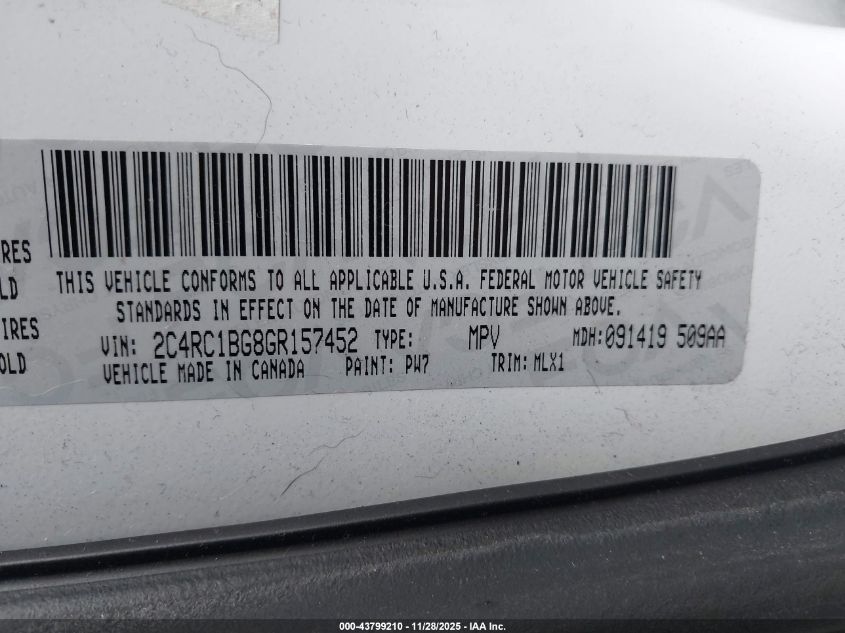 IRES
LD
IRES
OLD
THIS VEHICLE CONFORMS TO ALL APPLICABLE U.S.A. FEDERAL MOTOR VEHICLE SAFETY
STANDARDS IN EFFECT ON THE DATE OF MANUFACTURE SHOWN ABOVE.
VIN: 2C4RC1BG8GR157452 TYPE: MPV MDH:091419 509AA
VEHICLE MADE IN CANADA PAINT: PW7 TRIM: MLX1
000-43799210 - 11/28/2025 - IAA Inc.